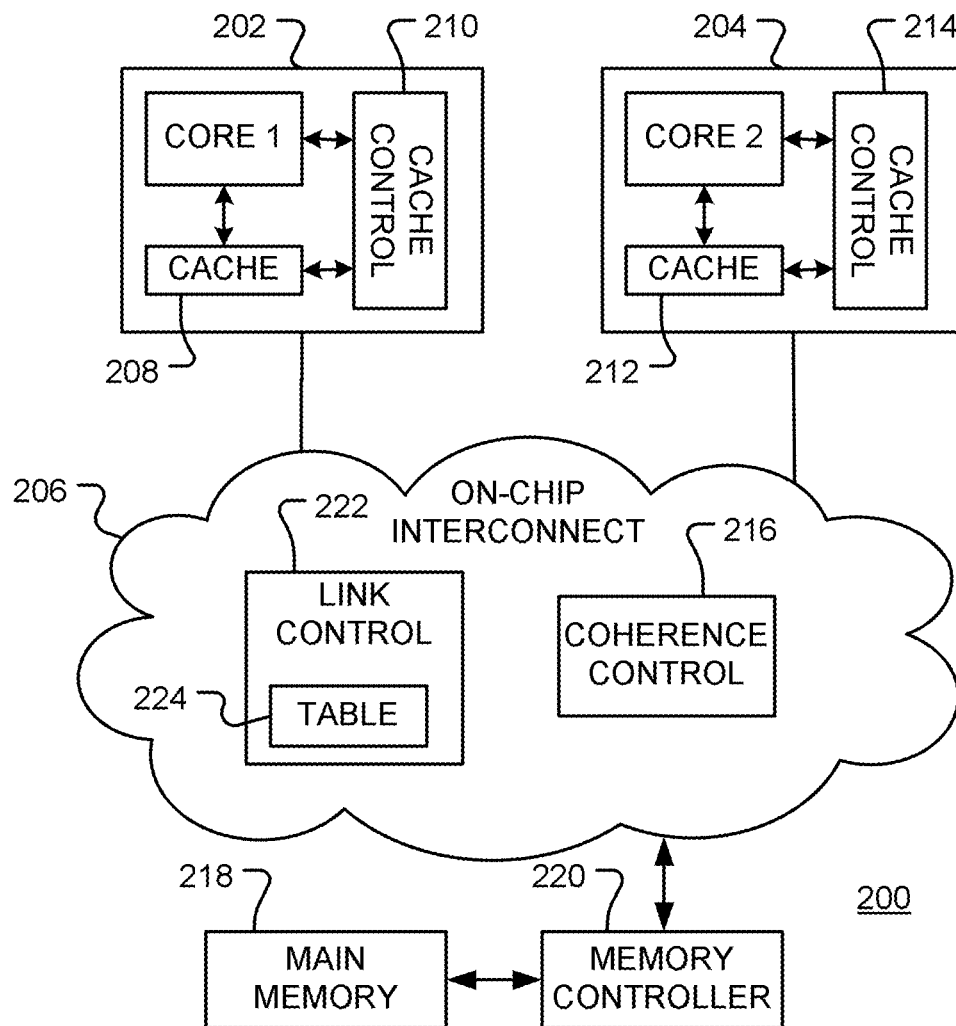 202
210
204
214
CORE 1
CACHE
CONTROL
CORE 2
CACHE
CONTROL
CACHE
CACHE
208
212
206
ON-CHIP
INTERCONNECT
222
216
LINK
CONTROL
COHERENCE
CONTROL
224
TABLE
218
220
200
MAIN
MEMORY
MEMORY
CONTROLLER